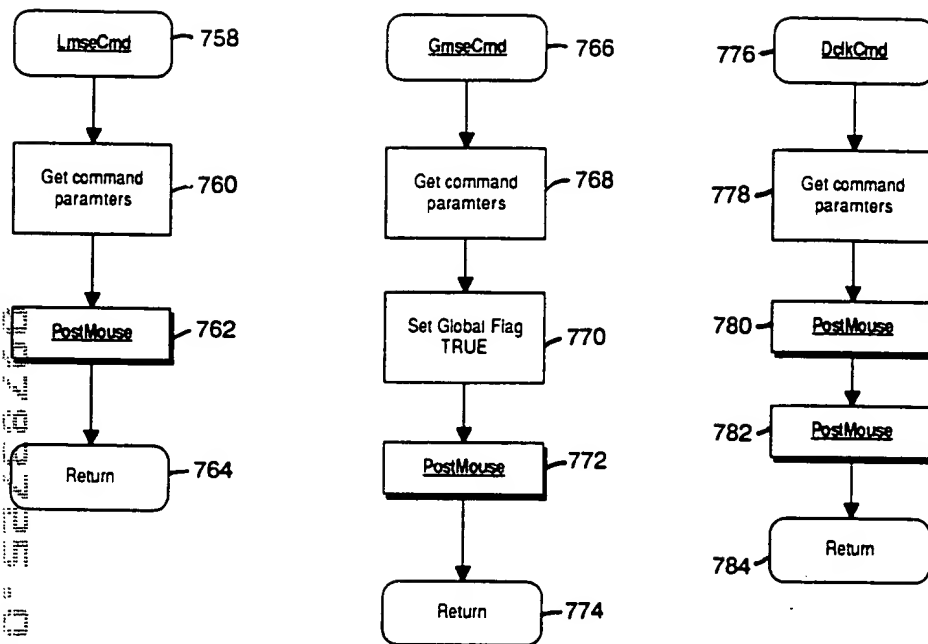 LmseCmd
758
Get command
paramters
760
PostMouse
762
Return
764
GmseCmd
766
Get command
paramters
768
Set Global Flag
TRUE
770
PostMouse
772
Return
774
776
DclkCmd
778
Get command
paramters
780
PostMouse
782
PostMouse
784
Return